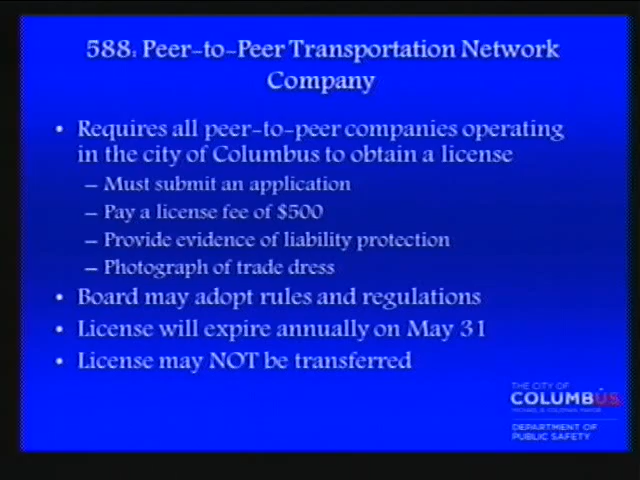 588: Peer-to-Peer Transportation Network
Company
• Requires all peer-to-peer companies operating
in the city of Columbus to obtain a license
– Must submit an application
– Pay a license fee of $500
– Provide evidence of liability protection
– Photograph of trade dress
• Board may adopt rules and regulations
• License will expire annually on May 31
• License may NOT be transferred
THE CITY OF
COLUMBUS
MICHAEL B. COLEMAN, MAYOR
DEPARTMENT OF
PUBLIC SAFETY